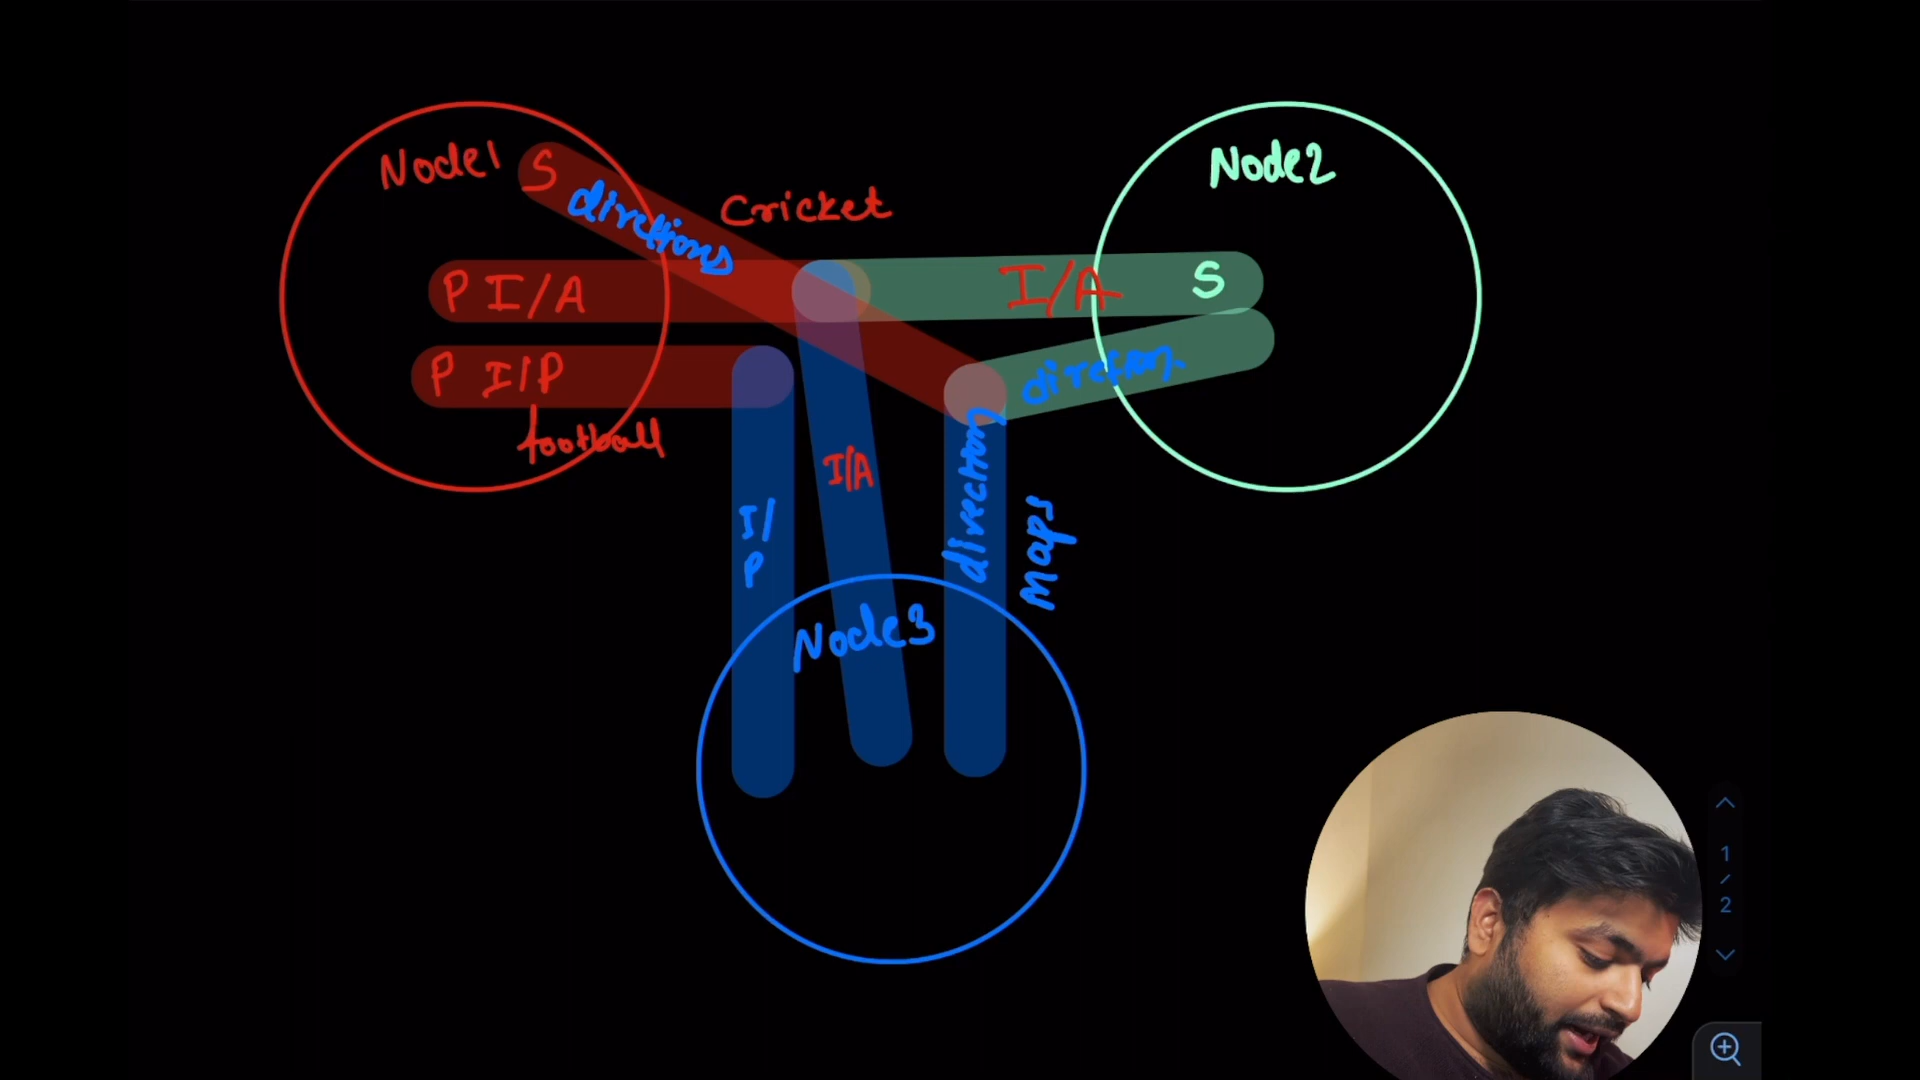 Node1
S
directions
Cricket
Node2
P I/A
I/A
S
P I/P
football
direction
I/A
direction
Maps
I/
P
Node3
1
/
2